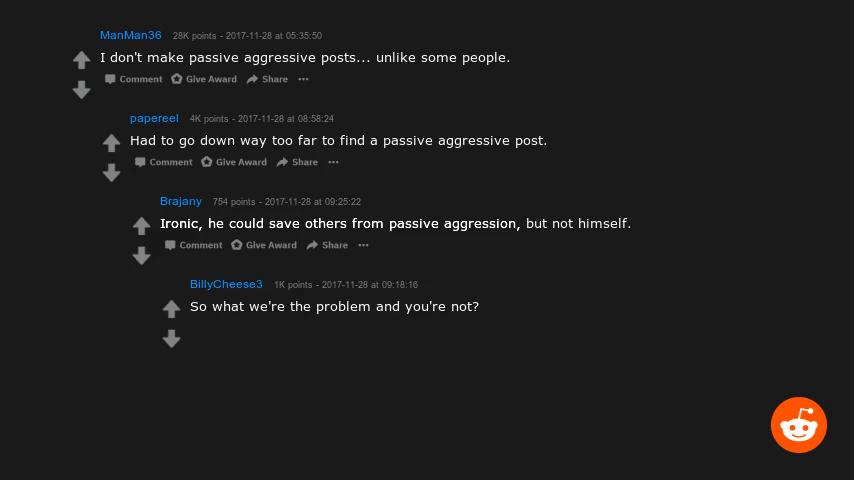 ManMan36 28K points - 2017-11-28 at 05:35:50
I don't make passive aggressive posts... unlike some people.
Comment Give Award Share ...
papereel 4K points - 2017-11-28 at 08:58:24
Had to go down way too far to find a passive aggressive post.
Comment Give Award Share ...
Brajany 754 points - 2017-11-28 at 09:25:22
Ironic, he could save others from passive aggression, but not himself.
Comment Give Award Share ...
BillyCheese3 1K points - 2017-11-28 at 09:18:16
So what we're the problem and you're not?